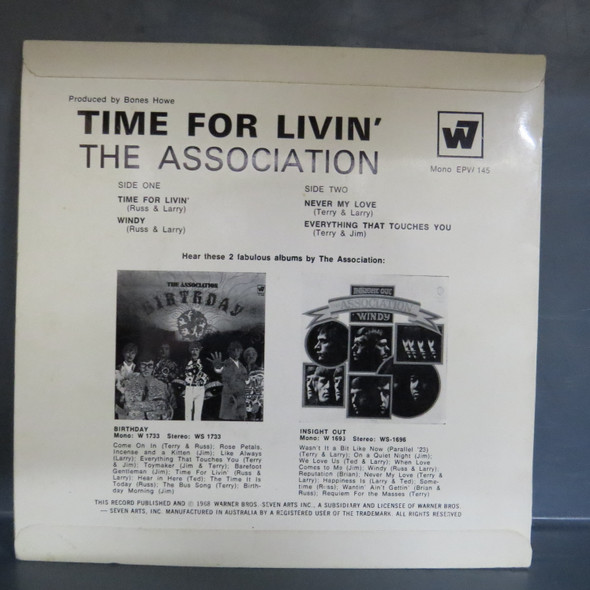 Produced by Bones Howe
TIME FOR LIVIN'
THE ASSOCIATION
W7
Mono EPW 145
SIDE ONE
TIME FOR LIVIN'
(Russ & Larry)
WINDY
(Russ & Larry)
SIDE TWO
NEVER MY LOVE
(Terry & Larry)
EVERYTHING THAT TOUCHES YOU
(Terry & Jim)
Hear these 2 fabulous albums by The Association:
THE ASSOCIATION
BIRTHDAY
INSIGHT OUT
ASSOCIATION
WINDY
BIRTHDAY
Mono: W 1733 Stereo: WS 1733
Come On In (Terry & Russ); Rose Petals,
Incense and a Kitten (Jim); Like Always
(Larry); Everything That Touches You (Terry
& Jim); Toymaker (Jim & Terry); Barefoot
Gentleman (Jim); Time For Livin' (Russ &
Larry); Hear in Here (Ted); The Time It Is
Today (Russ); The Bus Song (Terry); Birth-
day Morning (Jim)
INSIGHT OUT
Mono: W 1696 Stereo: WS-1696
Wasn't It a Bit Like Now (Parallel '23)
(Terry & Larry); On a Quiet Night (Jim);
We Love Us (Ted & Larry); When Love
Comes to Me (Jim); Windy (Russ & Larry);
Reputation (Brian); Never My Love (Terry &
Larry); Happiness Is (Larry & Ted); Some-
time (Russ); Wantin' Ain't Gettin' (Brian &
Russ); Requiem For the Masses (Terry)
THIS RECORD PUBLISHED AND Ⓟ 1968 WARNER BROS. SEVEN ARTS INC., A SUBSIDIARY AND LICENSEE OF WARNER BROS.
— SEVEN ARTS, INC. MANUFACTURED IN AUSTRALIA BY A REGISTERED USER OF THE TRADEMARK. ALL RIGHTS RESERVED